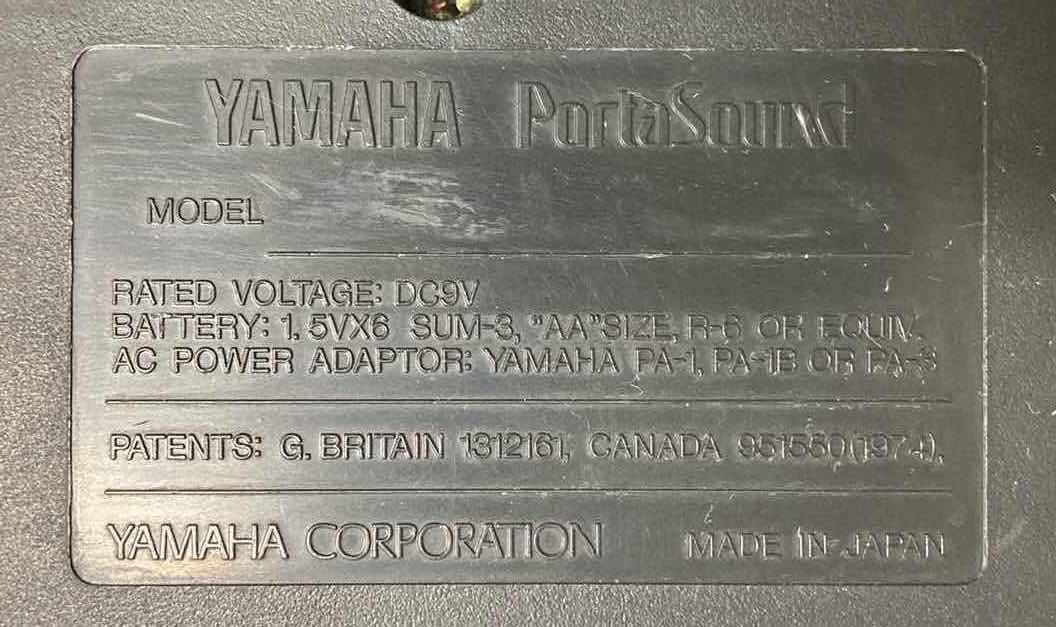 YAMAHA PortaSound
MODEL
RATED VOLTAGE: DC9V
BATTERY: 1.5VX6 SUM-3, "AA"SIZE, R-6 OR EQUIV.
AC POWER ADAPTOR: YAMAHA PA-1, PA-1B OR PA-3
PATENTS: G. BRITAIN 1312161, CANADA 951550(1974).
YAMAHA CORPORATION MADE IN JAPAN